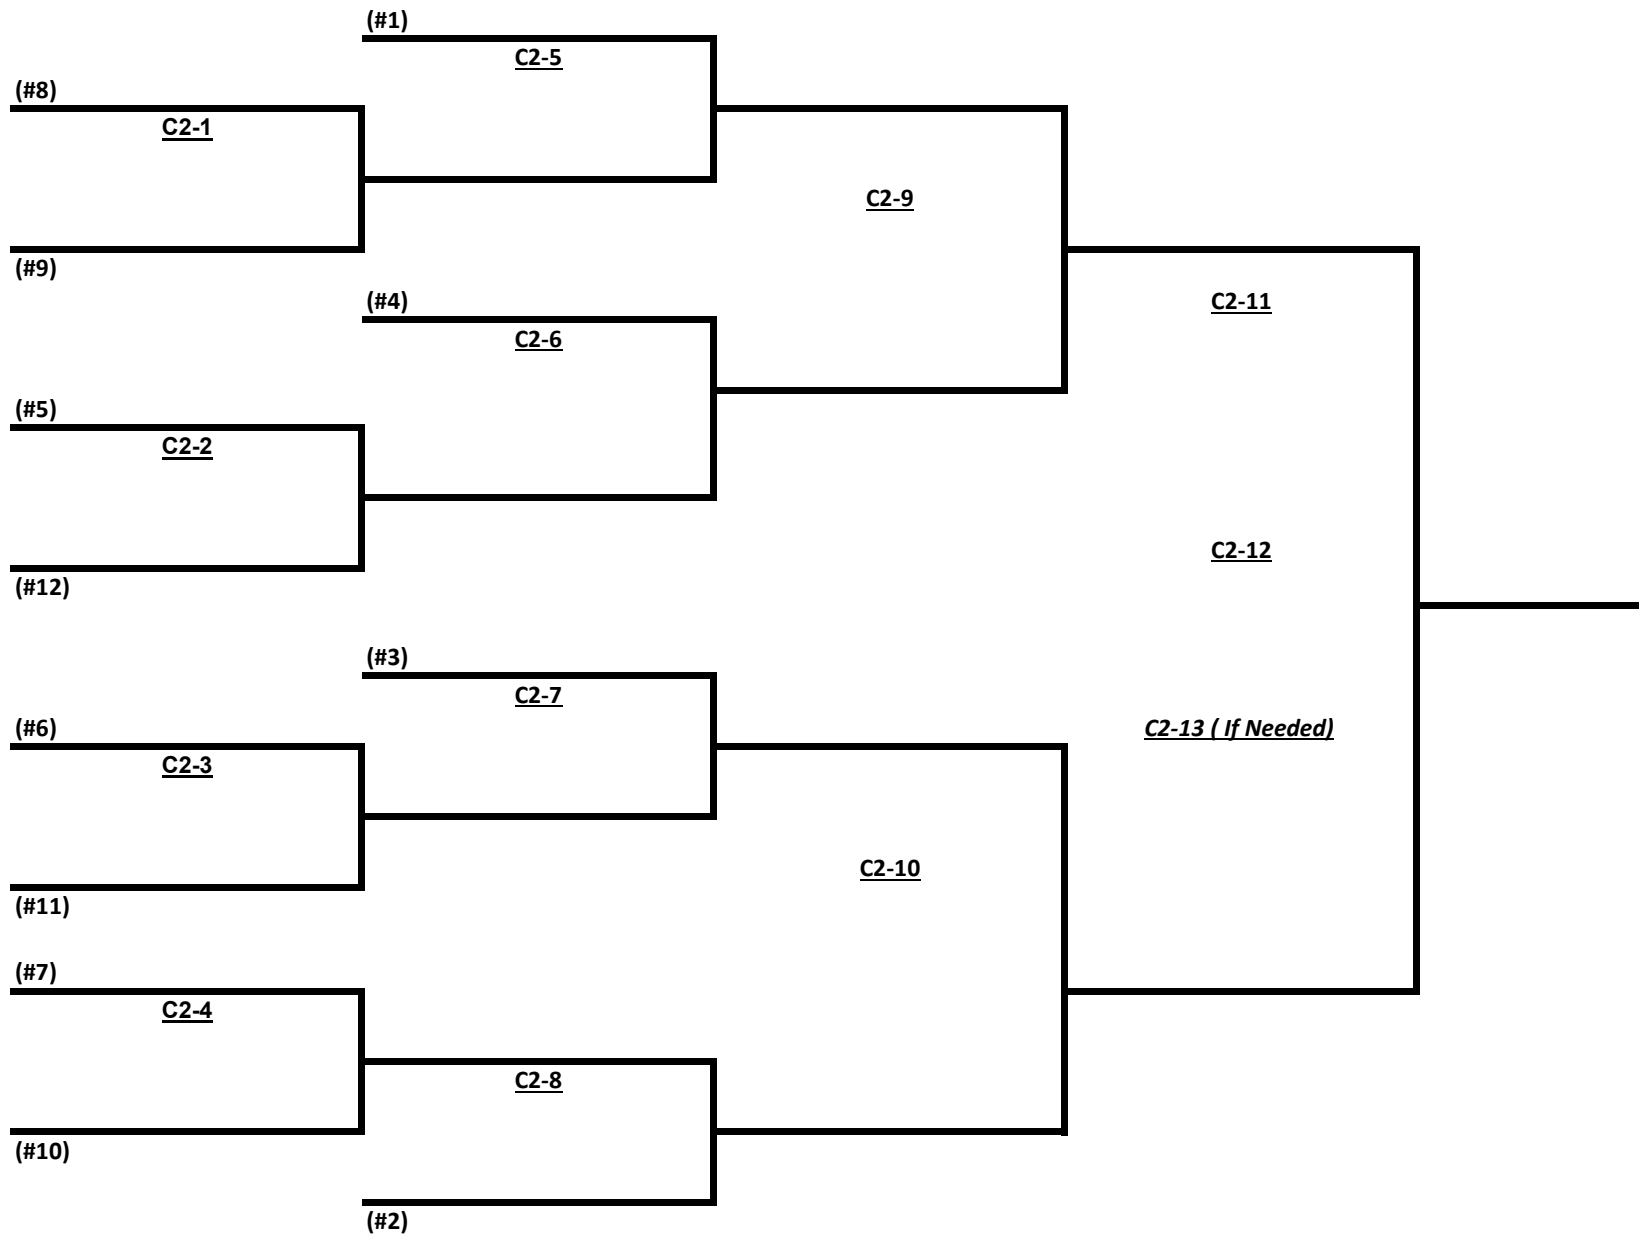 (#1)
C2-5
(#8)
C2-1
C2-9
(#9)
(#4)
C2-11
C2-6
(#5)
C2-2
C2-12
(#12)
(#3)
C2-7
(#6)
C2-13 ( If Needed)
C2-3
C2-10
(#11)
(#7)
C2-4
C2-8
(#10)
(#2)